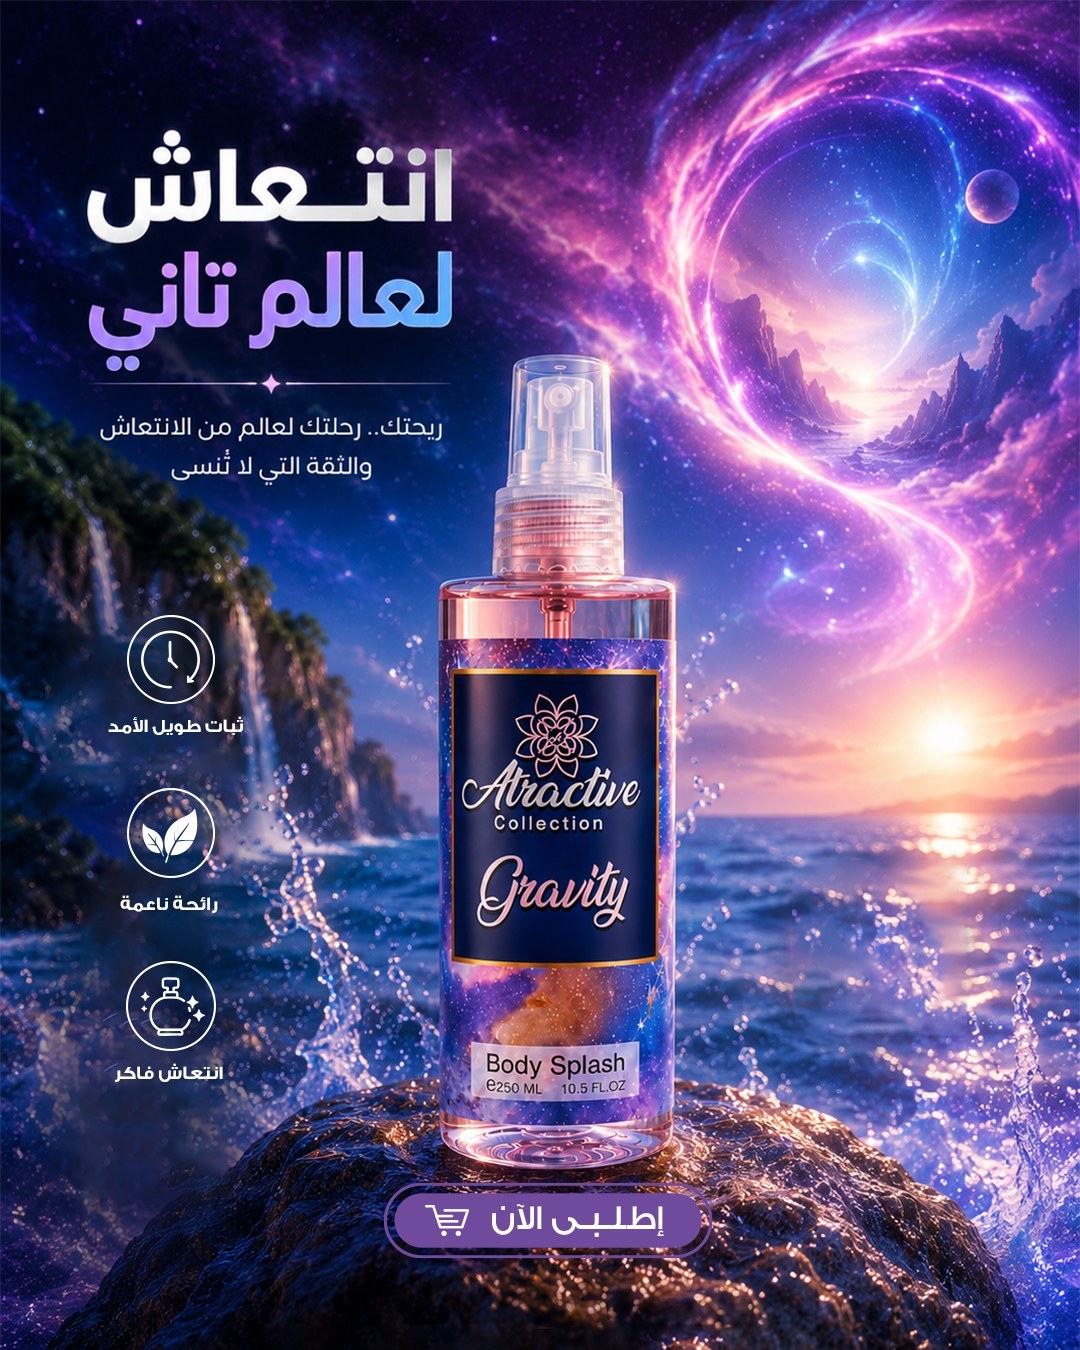 انتعاش
لعالم تاني
ريحتك.. رحلتك لعالم من الانتعاش
والثقة التي لا تُنسى
ثبات طويل الأمد
رائحة ناعمة
انتعاش فاكر
Atractive
Collection
Gravity
Body Splash
e250 ML 10.5 FL.OZ
إطلبى الآن